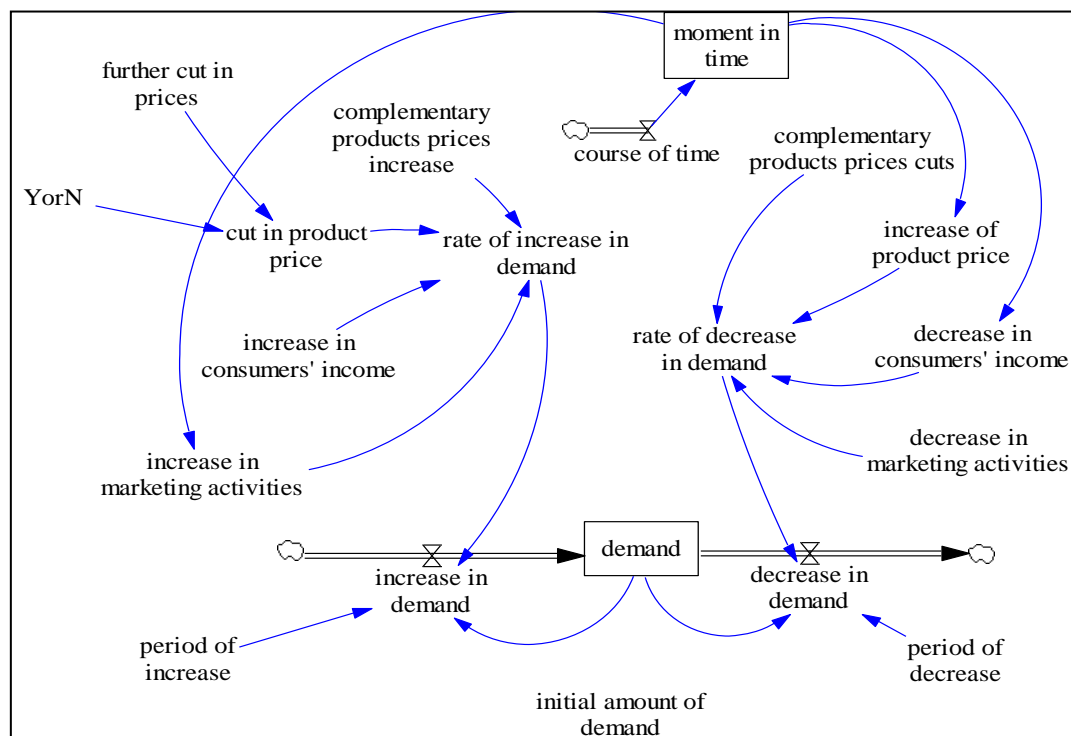 moment in
time
further cut in
prices
complementary
products prices
increase
course of time
complementary
products prices cuts
YorN
cut in product
price
rate of increase in
demand
increase of
product price
increase in
consumers' income
rate of decrease
in demand
decrease in
consumers' income
increase in
marketing activities
decrease in
marketing activities
demand
increase in
demand
decrease in
demand
period of
increase
period of
decrease
initial amount of
demand